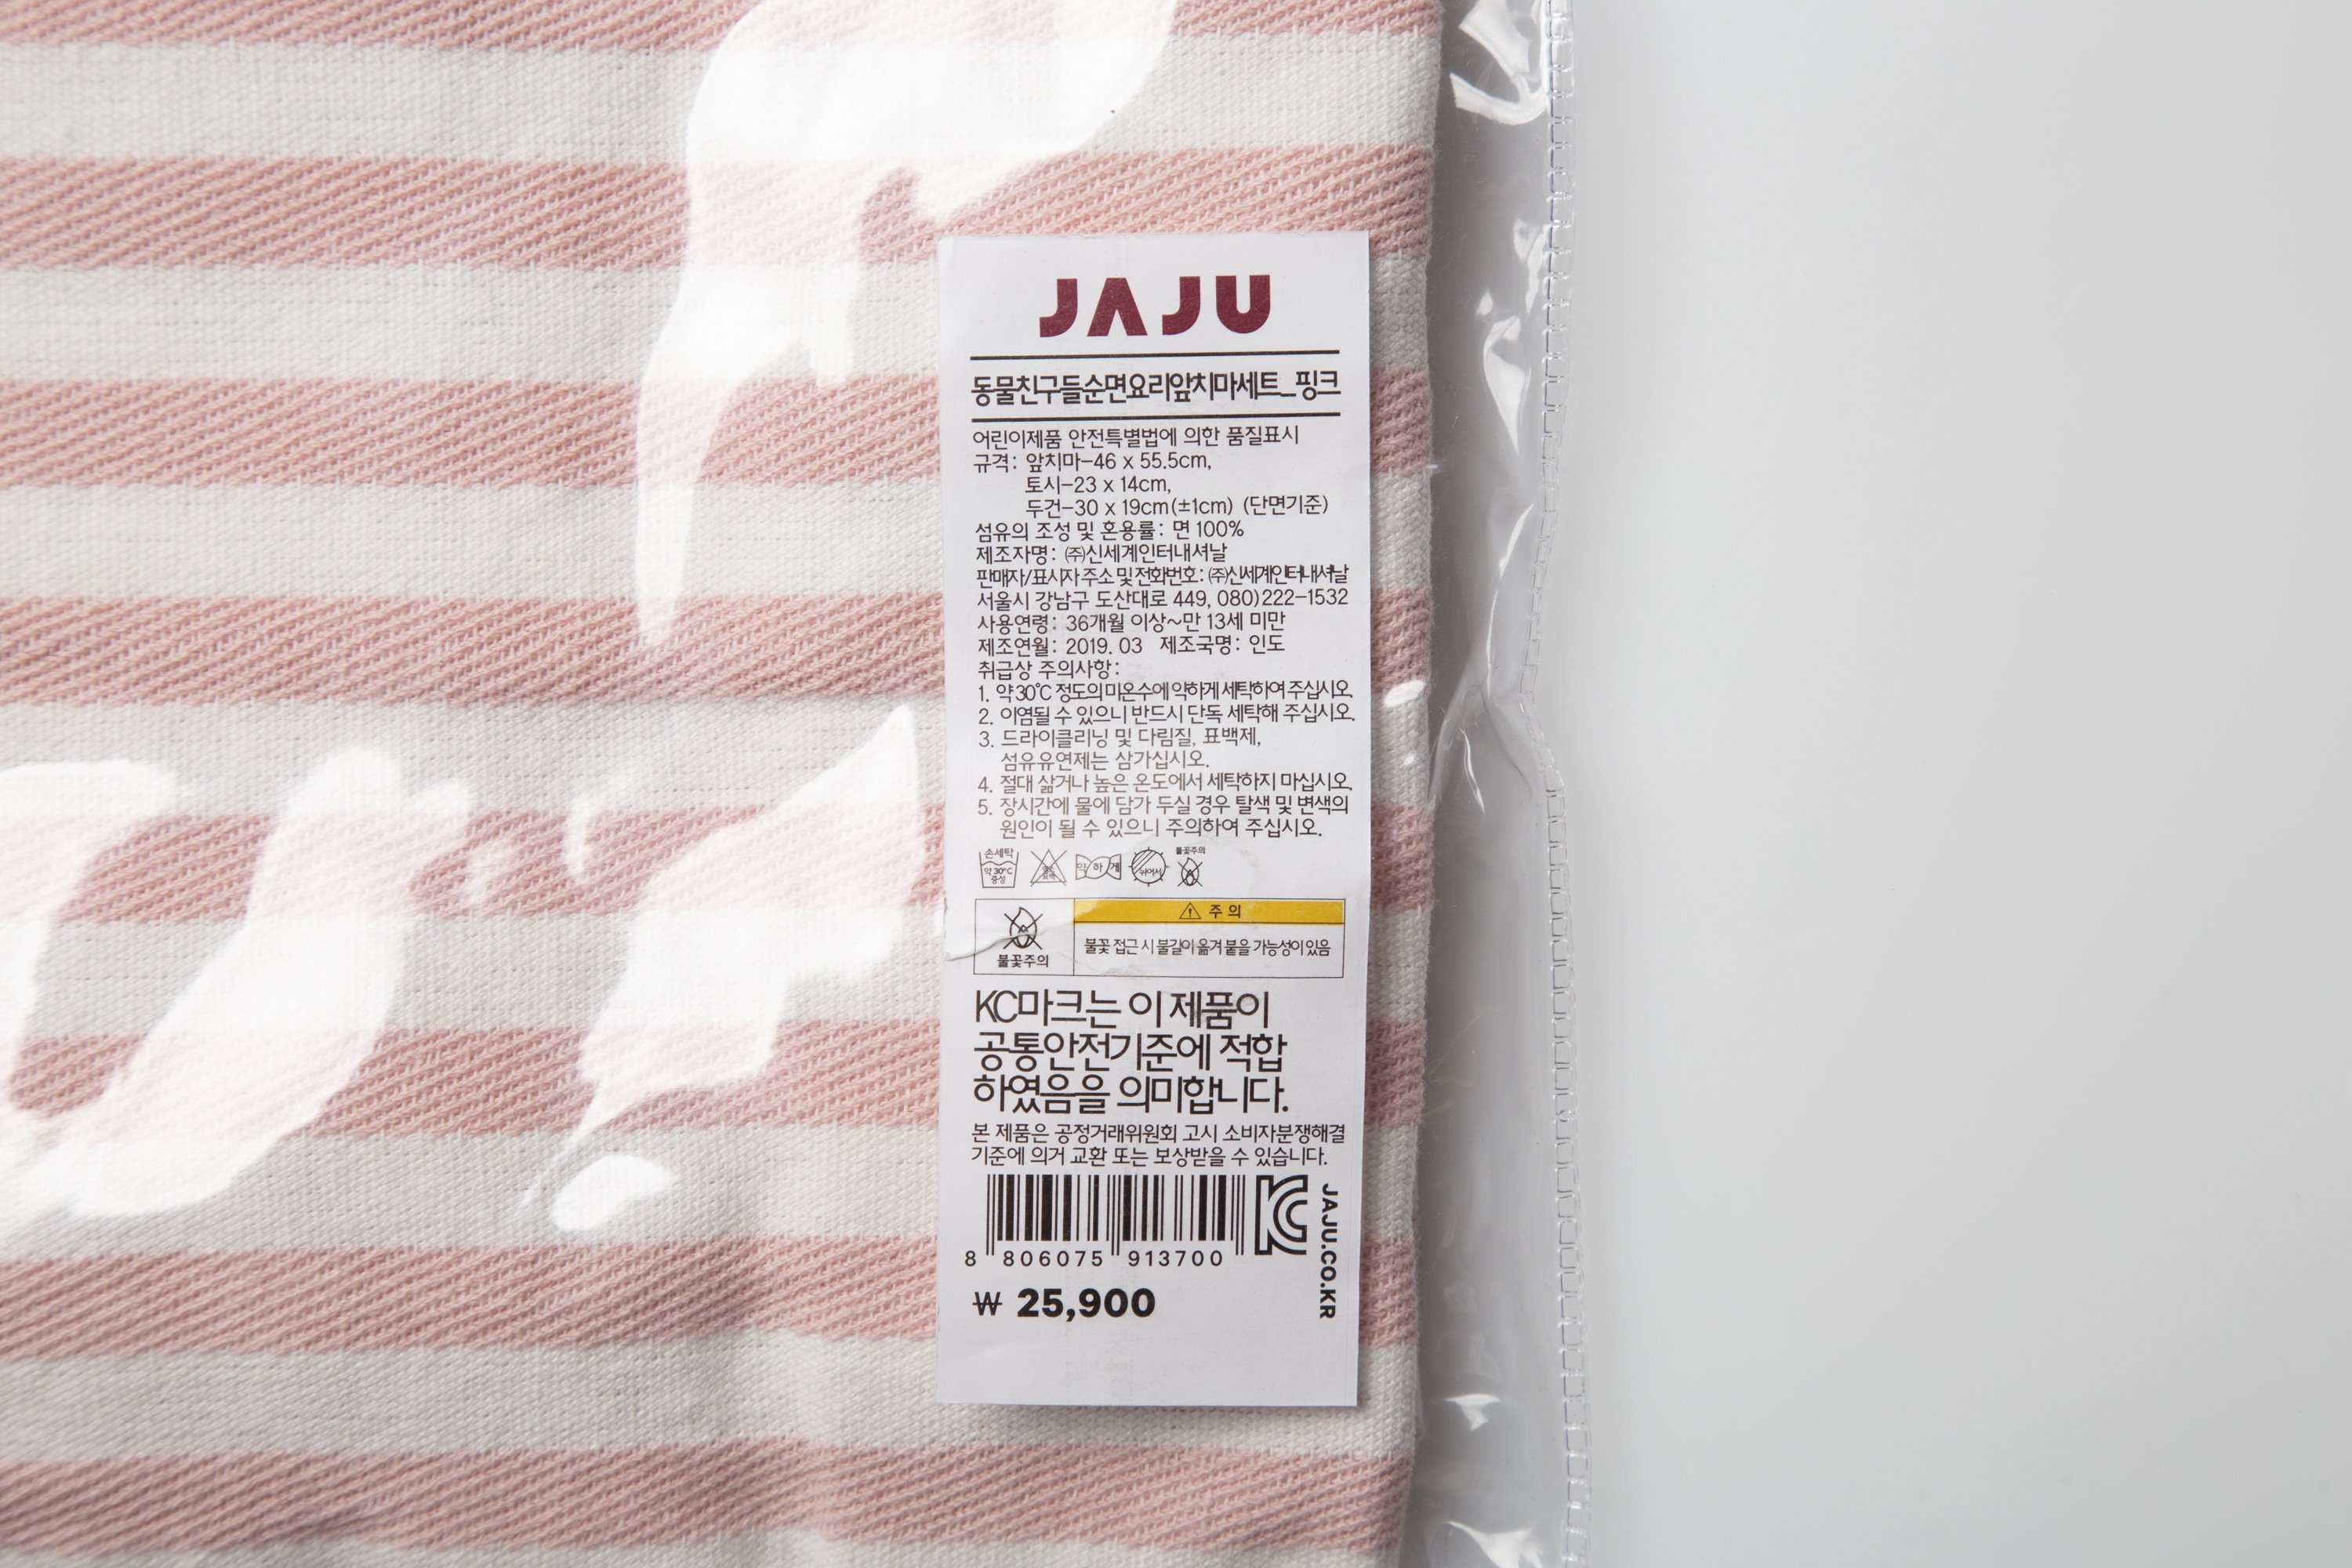 JAJU
동물친구들순면요리앞치마세트_핑크
어린이제품 안전특별법에 의한 품질표시
규격: 앞치마-46 x 55.5cm,
토시-23 x 14cm,
두건-30 x 19cm(±1cm) (단면기준)
섬유의 조성 및 혼용률: 면 100%
제조자명: ㈜신세계인터내셔날
판매자/표시자 주소 및 전화번호: ㈜신세계인터내셔날
서울시 강남구 도산대로 449, 080)222-1532
사용연령: 36개월 이상~만 13세 미만
제조연월: 2019. 03 제조국명: 인도
취급상 주의사항:
1. 약 30℃ 정도의 미온수에 약하게 세탁하여 주십시오.
2. 이염될 수 있으니 반드시 단독 세탁해 주십시오.
3. 드라이클리닝 및 다림질, 표백제,
섬유유연제는 삼가십시오.
4. 절대 삶거나 높은 온도에서 세탁하지 마십시오.
5. 장시간에 물에 담가 두실 경우 탈색 및 변색의
원인이 될 수 있으니 주의하여 주십시오.
손세탁
약 30℃
중성
약하게
뉘어서
불꽃주의
⚠ 주의
불꽃주의
불꽃 접근 시 불길이 옮겨 붙을 가능성이 있음
KC마크는 이 제품이
공통안전기준에 적합
하였음을 의미합니다.
본 제품은 공정거래위원회 고시 소비자분쟁해결
기준에 의거 교환 또는 보상받을 수 있습니다.
8 806075 913700
KC
JAJU.CO.KR
₩ 25,900